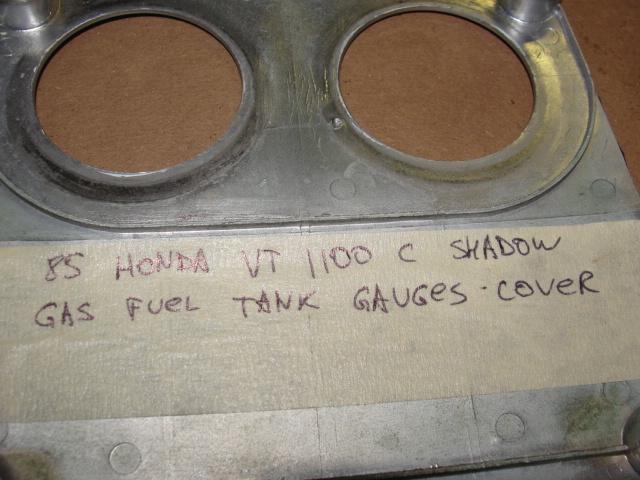 85 HONDA VT 1100 C SHADOW
GAS FUEL TANK GAUGES·COVER